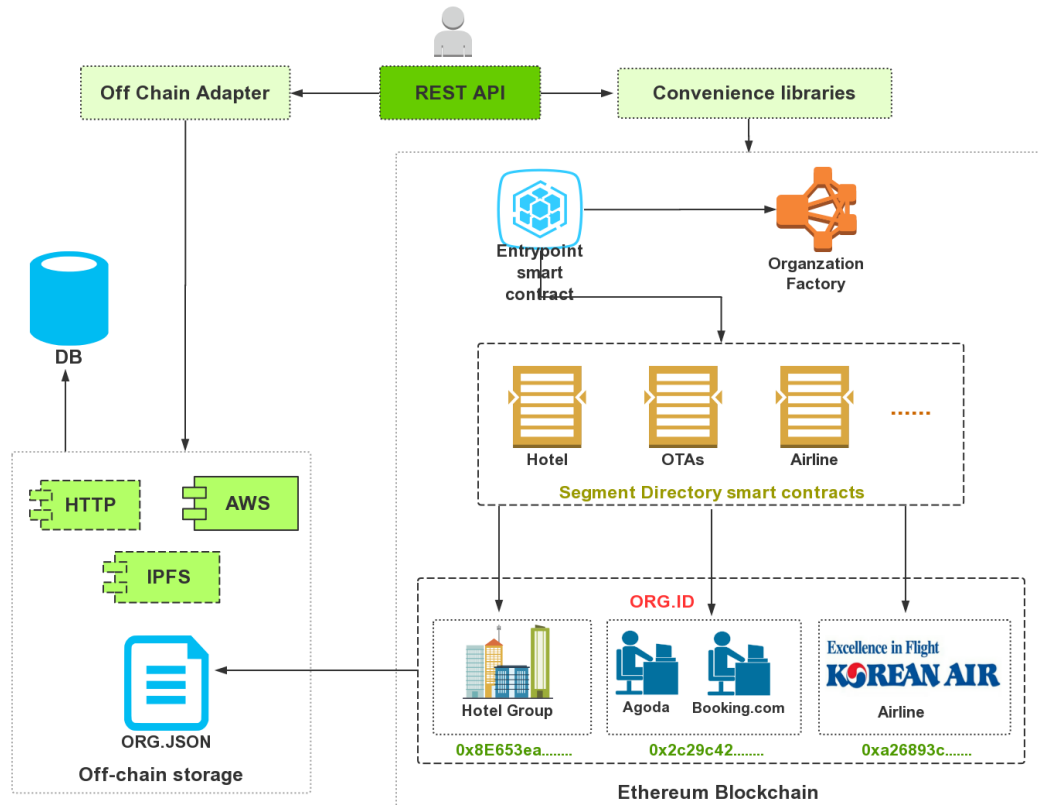 Off Chain Adapter
REST API
Convenience libraries
Entrypoint
smart
contract
Organzation
Factory
DB
Hotel
OTAs
Airline
......
Segment Directory smart contracts
HTTP
AWS
IPFS
ORG.JSON
Off-chain storage
ORG.ID
Hotel Group
Agoda
Booking.com
Excellence in Flight
KOREAN AIR
Airline
0x8E653ea........
0x2c29c42........
0xa26893c.......
Ethereum Blockchain